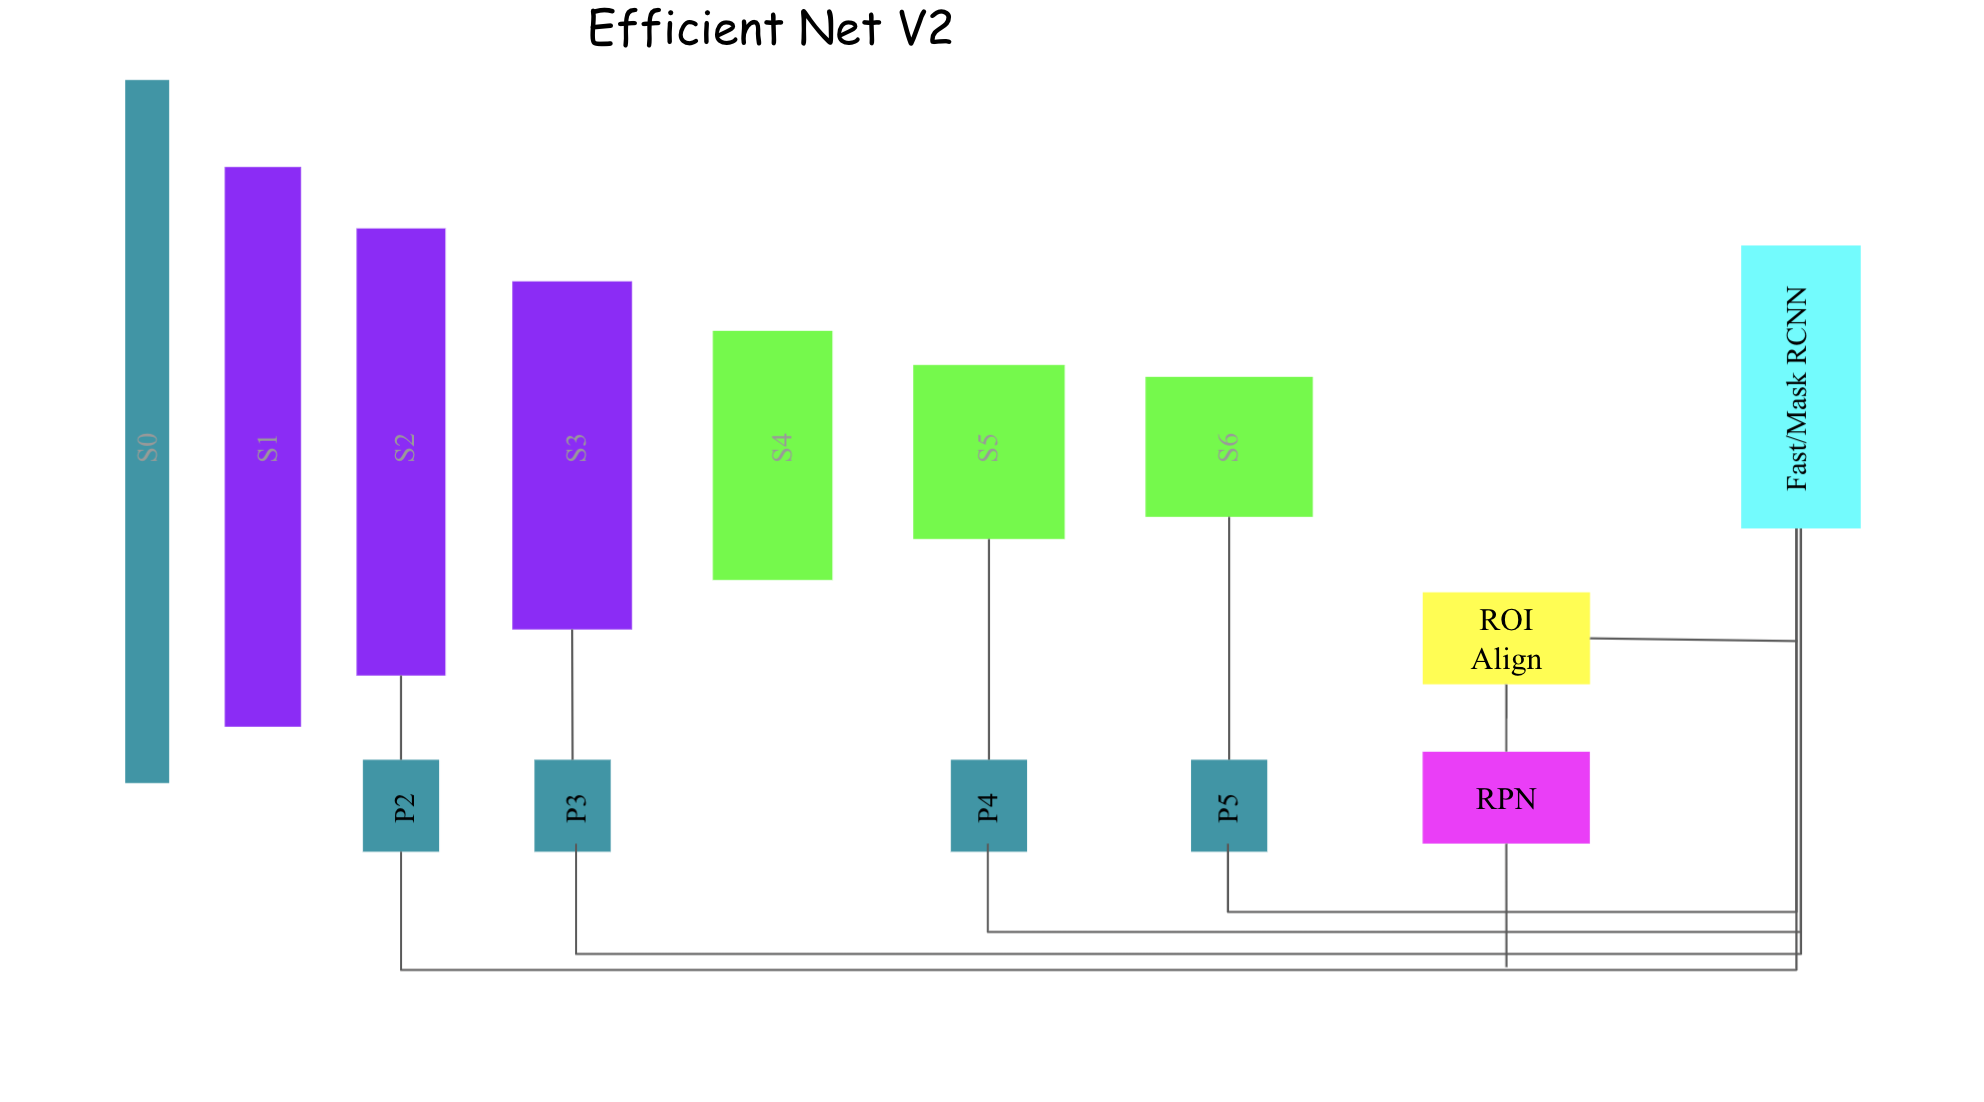 Efficient Net V2
S0
S1
S2
S3
S4
S5
S6
Fast/Mask RCNN
ROI
Align
P2
P3
P4
P5
RPN